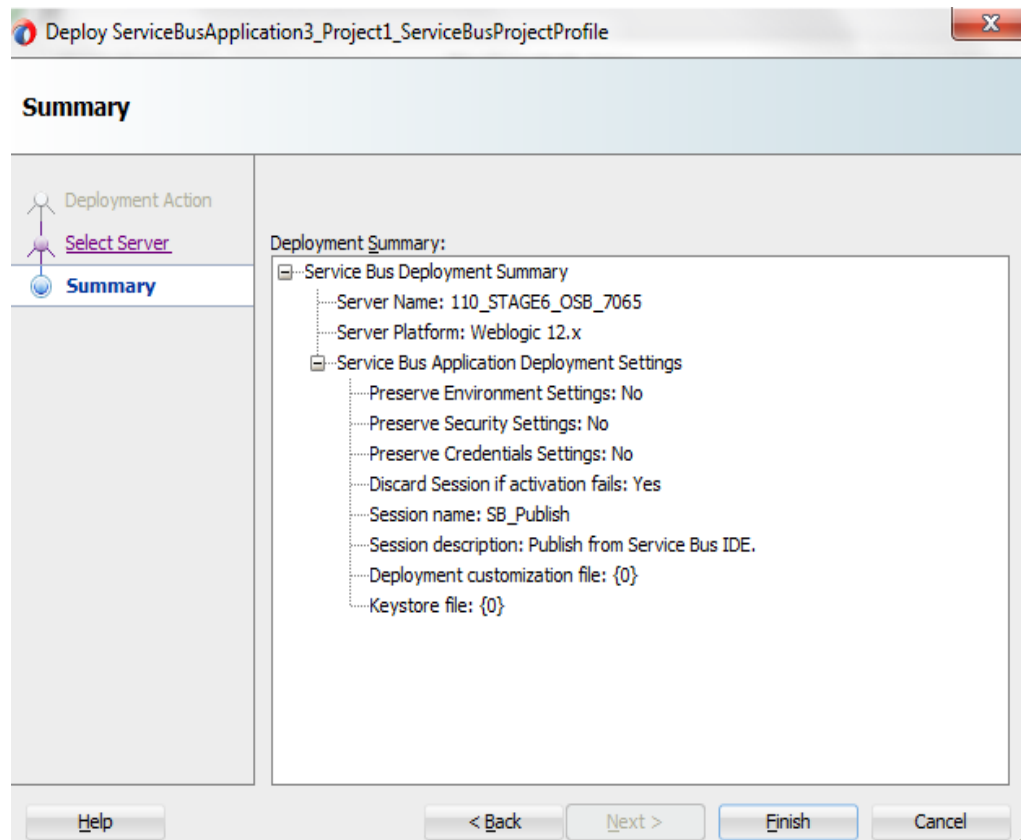 Deploy ServiceBusApplication3_Project1_ServiceBusProjectProfile
X
Summary
Deployment Action
Select Server
Summary
Deployment Summary:
Service Bus Deployment Summary
Server Name: 110_STAGE6_OSB_7065
Server Platform: Weblogic 12.x
Service Bus Application Deployment Settings
Preserve Environment Settings: No
Preserve Security Settings: No
Preserve Credentials Settings: No
Discard Session if activation fails: Yes
Session name: SB_Publish
Session description: Publish from Service Bus IDE.
Deployment customization file: {0}
Keystore file: {0}
Help
< Back
Next >
Finish
Cancel